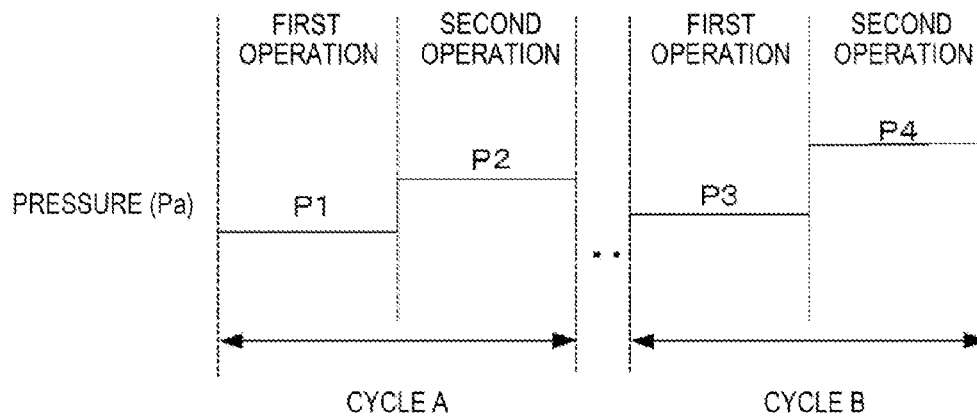 FIRST OPERATION
SECOND OPERATION
FIRST OPERATION
SECOND OPERATION
PRESSURE (Pa)
P1
P2
P3
P4
. .
CYCLE A
CYCLE B